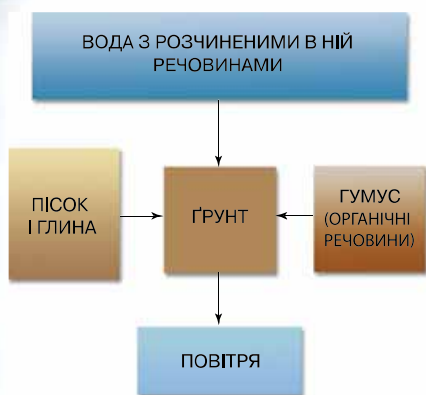 ВОДА З РОЗЧИНЕНИМИ В НІЙ
РЕЧОВИНАМИ
ПІСОК
І ГЛИНА
ҐРУНТ
ГУМУС
(ОРГАНІЧНІ
РЕЧОВИНИ)
ПОВІТРЯ